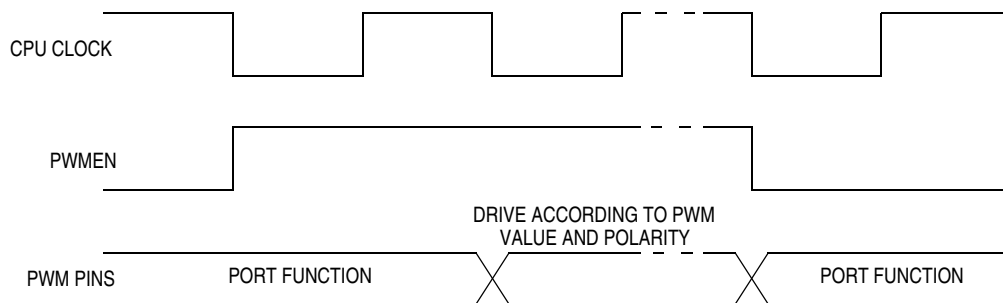 CPU CLOCK
PWMEN
DRIVE ACCORDING TO PWM
VALUE AND POLARITY
PWM PINS
PORT FUNCTION
PORT FUNCTION